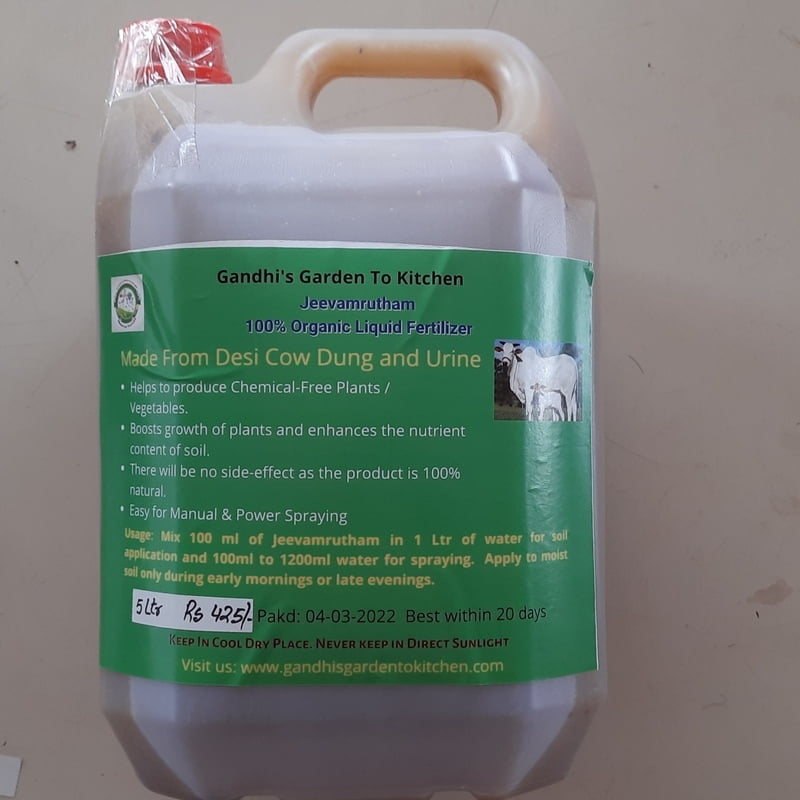 Gandhi's Garden To Kitchen
Jeevamrutham
100% Organic Liquid Fertilizer
Made From Desi Cow Dung and Urine
• Helps to produce Chemical-Free Plants /
Vegetables.
• Boosts growth of plants and enhances the nutrient
content of soil.
• There will be no side-effect as the product is 100%
natural.
• Easy for Manual & Power Spraying
Usage: Mix 100 ml of Jeevamrutham in 1 Ltr of water for soil
application and 100ml to 1200ml water for spraying. Apply to moist
soil only during early mornings or late evenings.
5 Ltr Rs 425/- Pakd: 04-03-2022 Best within 20 days
KEEP IN COOL DRY PLACE. NEVER KEEP IN DIRECT SUNLIGHT
Visit us: www.gandhisgardentokitchen.com